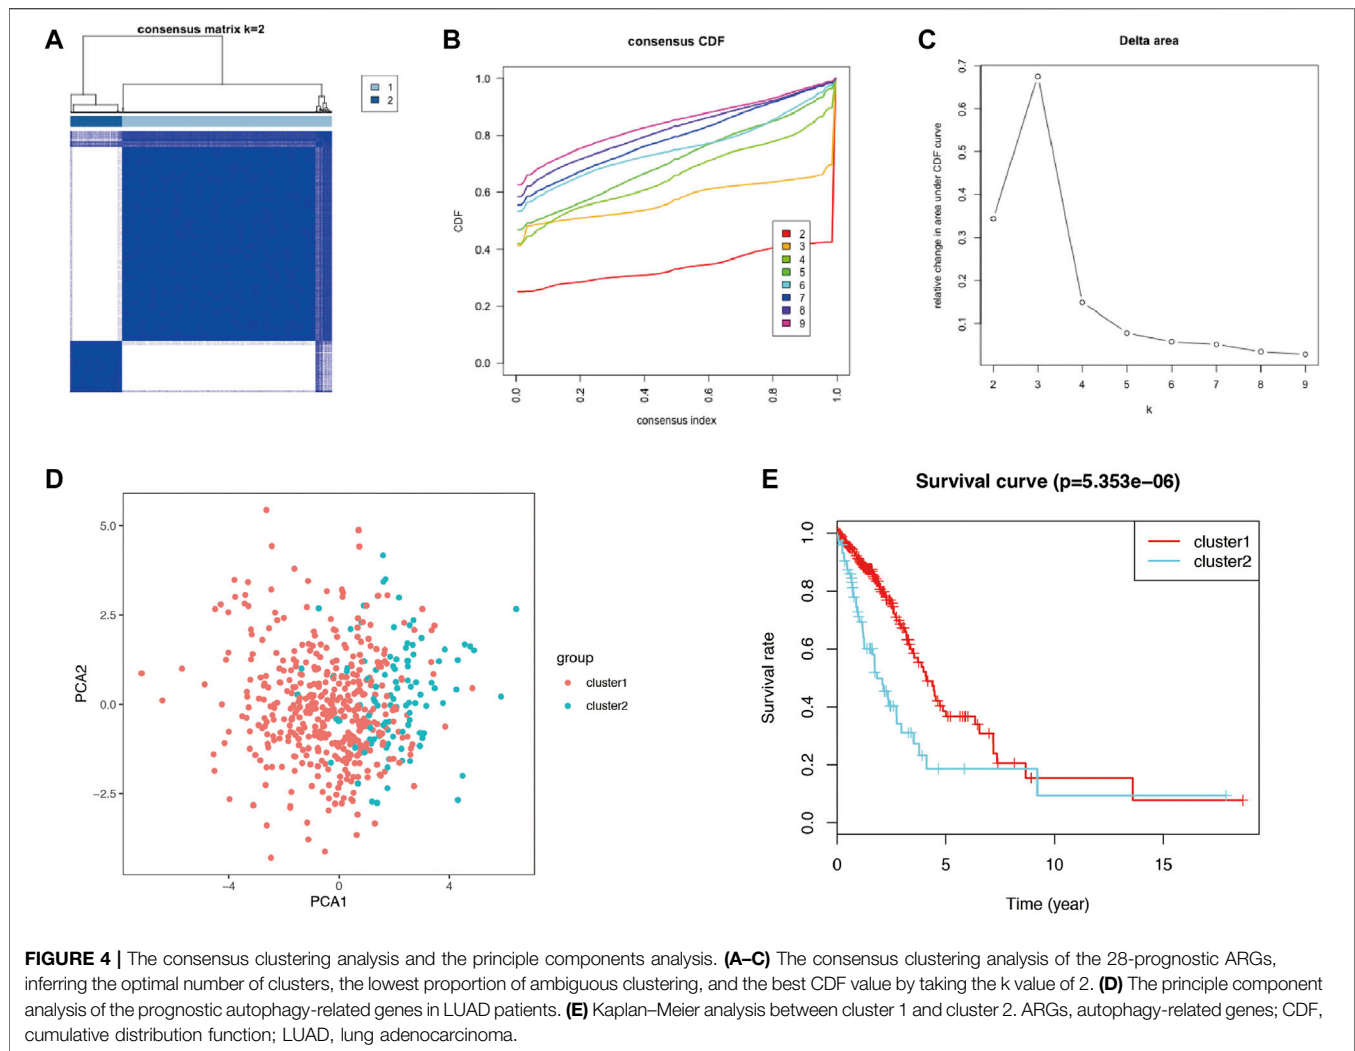 A
consensus matrix k=2
1
2
B
consensus CDF
CDF
1.0
0.8
0.6
0.4
0.2
0.0
2
3
4
5
6
7
8
9
0.0
0.2
0.4
0.6
0.8
1.0
consensus index
C
Delta area
relative change in area under CDF curve
0.7
0.6
0.5
0.4
0.3
0.2
0.1
2 3 4 5 6 7 8 9
k
D
PCA2
5.0
2.5
0.0
−2.5
−4 0 4
PCA1
group
cluster1
cluster2
E
Survival curve (p=5.353e−06)
Survival rate
1.0
0.8
0.6
0.4
0.2
0.0
cluster1
cluster2
0 5 10 15
Time (year)
FIGURE 4 | The consensus clustering analysis and the principle components analysis. (A–C) The consensus clustering analysis of the 28-prognostic ARGs,
inferring the optimal number of clusters, the lowest proportion of ambiguous clustering, and the best CDF value by taking the k value of 2. (D) The principle component
analysis of the prognostic autophagy-related genes in LUAD patients. (E) Kaplan–Meier analysis between cluster 1 and cluster 2. ARGs, autophagy-related genes; CDF,
cumulative distribution function; LUAD, lung adenocarcinoma.